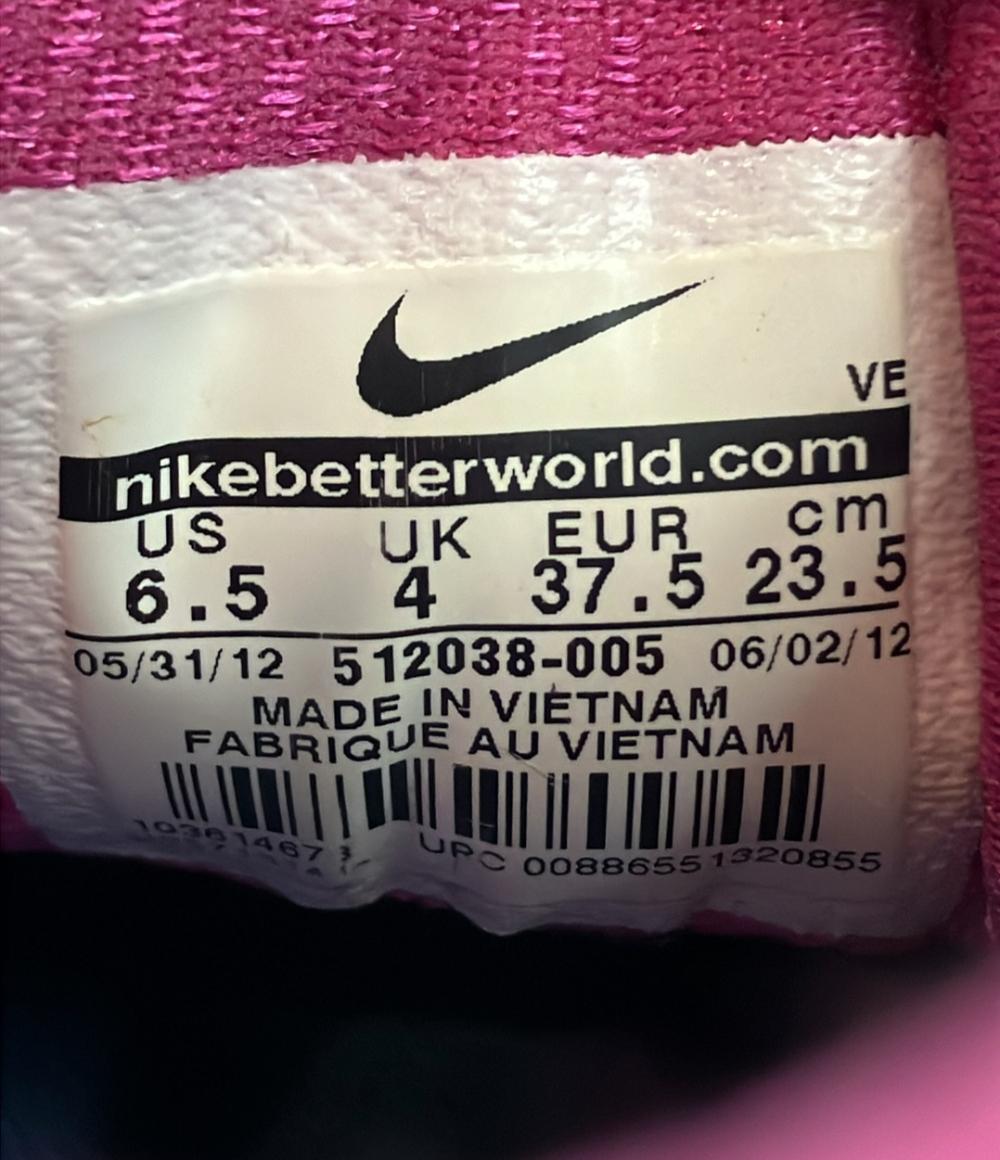 VE
nikebetterworld.com
US UK EUR cm
6.5 4 37.5 23.5
05/31/12 512038-005 06/02/12
MADE IN VIETNAM
FABRIQUE AU VIETNAM
UPC 00886551320855